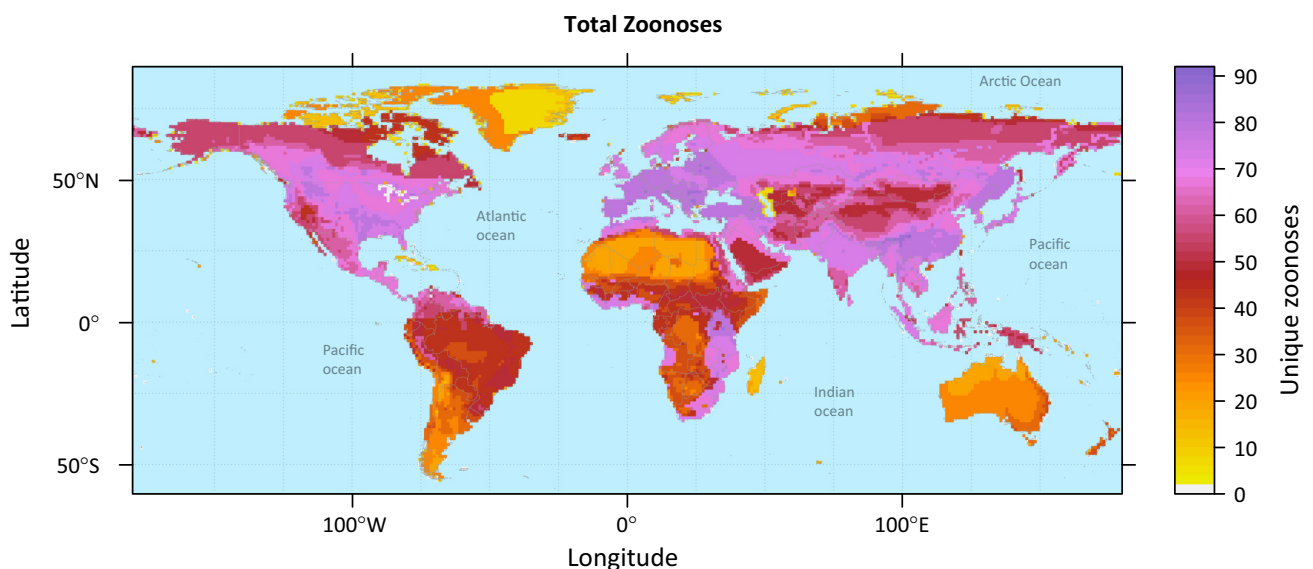 Total Zoonoses
Arctic Ocean
Atlantic
ocean
Pacific
ocean
Pacific
ocean
Indian
ocean
50°N
0°
50°S
Latitude
100°W
0°
100°E
Longitude
90
80
70
60
50
40
30
20
10
0
Unique zoonoses